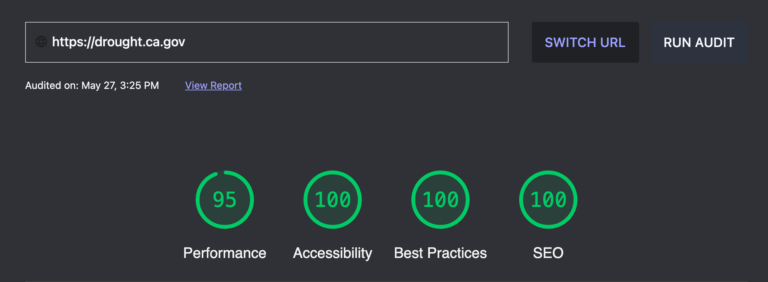 https://drought.ca.gov SWITCH URL RUN AUDIT
Audited on: May 27, 3:25 PM View Report
95 100 100 100
Performance Accessibility Best Practices SEO